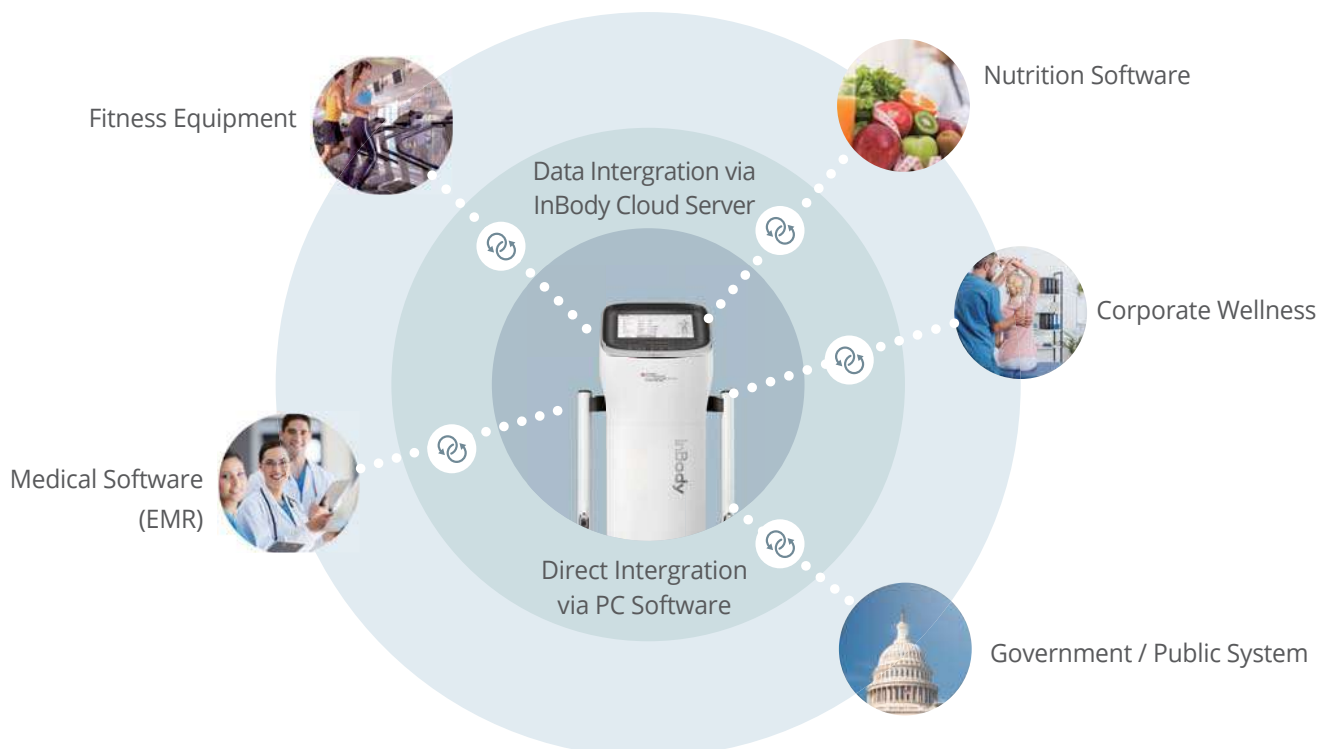 Nutrition Software
Fitness Equipment
Data Intergration via
InBody Cloud Server
Corporate Wellness
InBody
Medical Software
(EMR)
Direct Intergration
via PC Software
Government / Public System